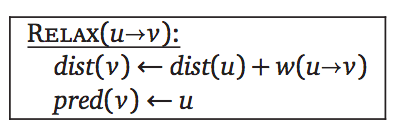 RELAX(u→v):
dist(v) ← dist(u) + w(u→v)
pred(v) ← u